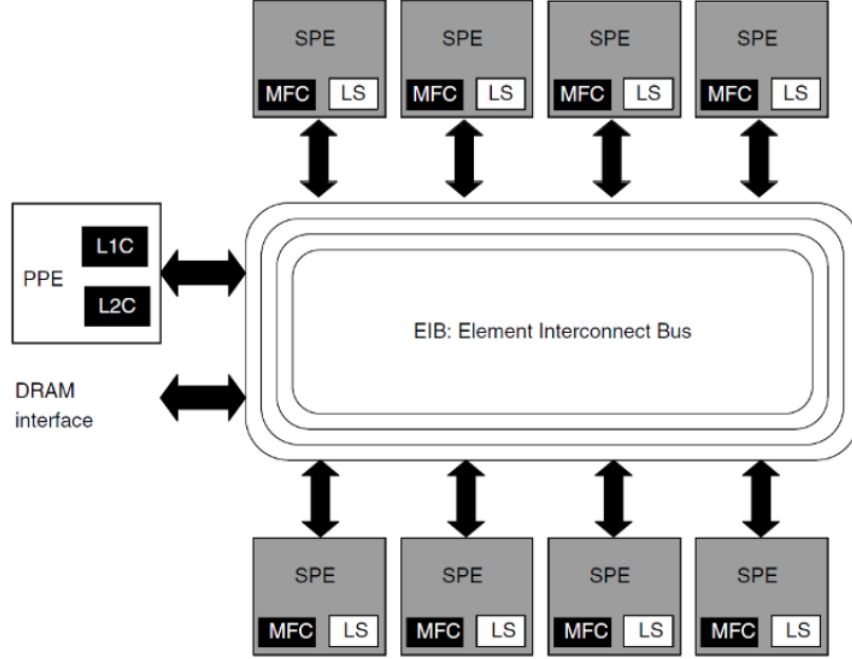 SPE SPE SPE SPE
MFC LS MFC LS MFC LS MFC LS
L1C
PPE
L2C
EIB: Element Interconnect Bus
DRAM
interface
SPE SPE SPE SPE
MFC LS MFC LS MFC LS MFC LS